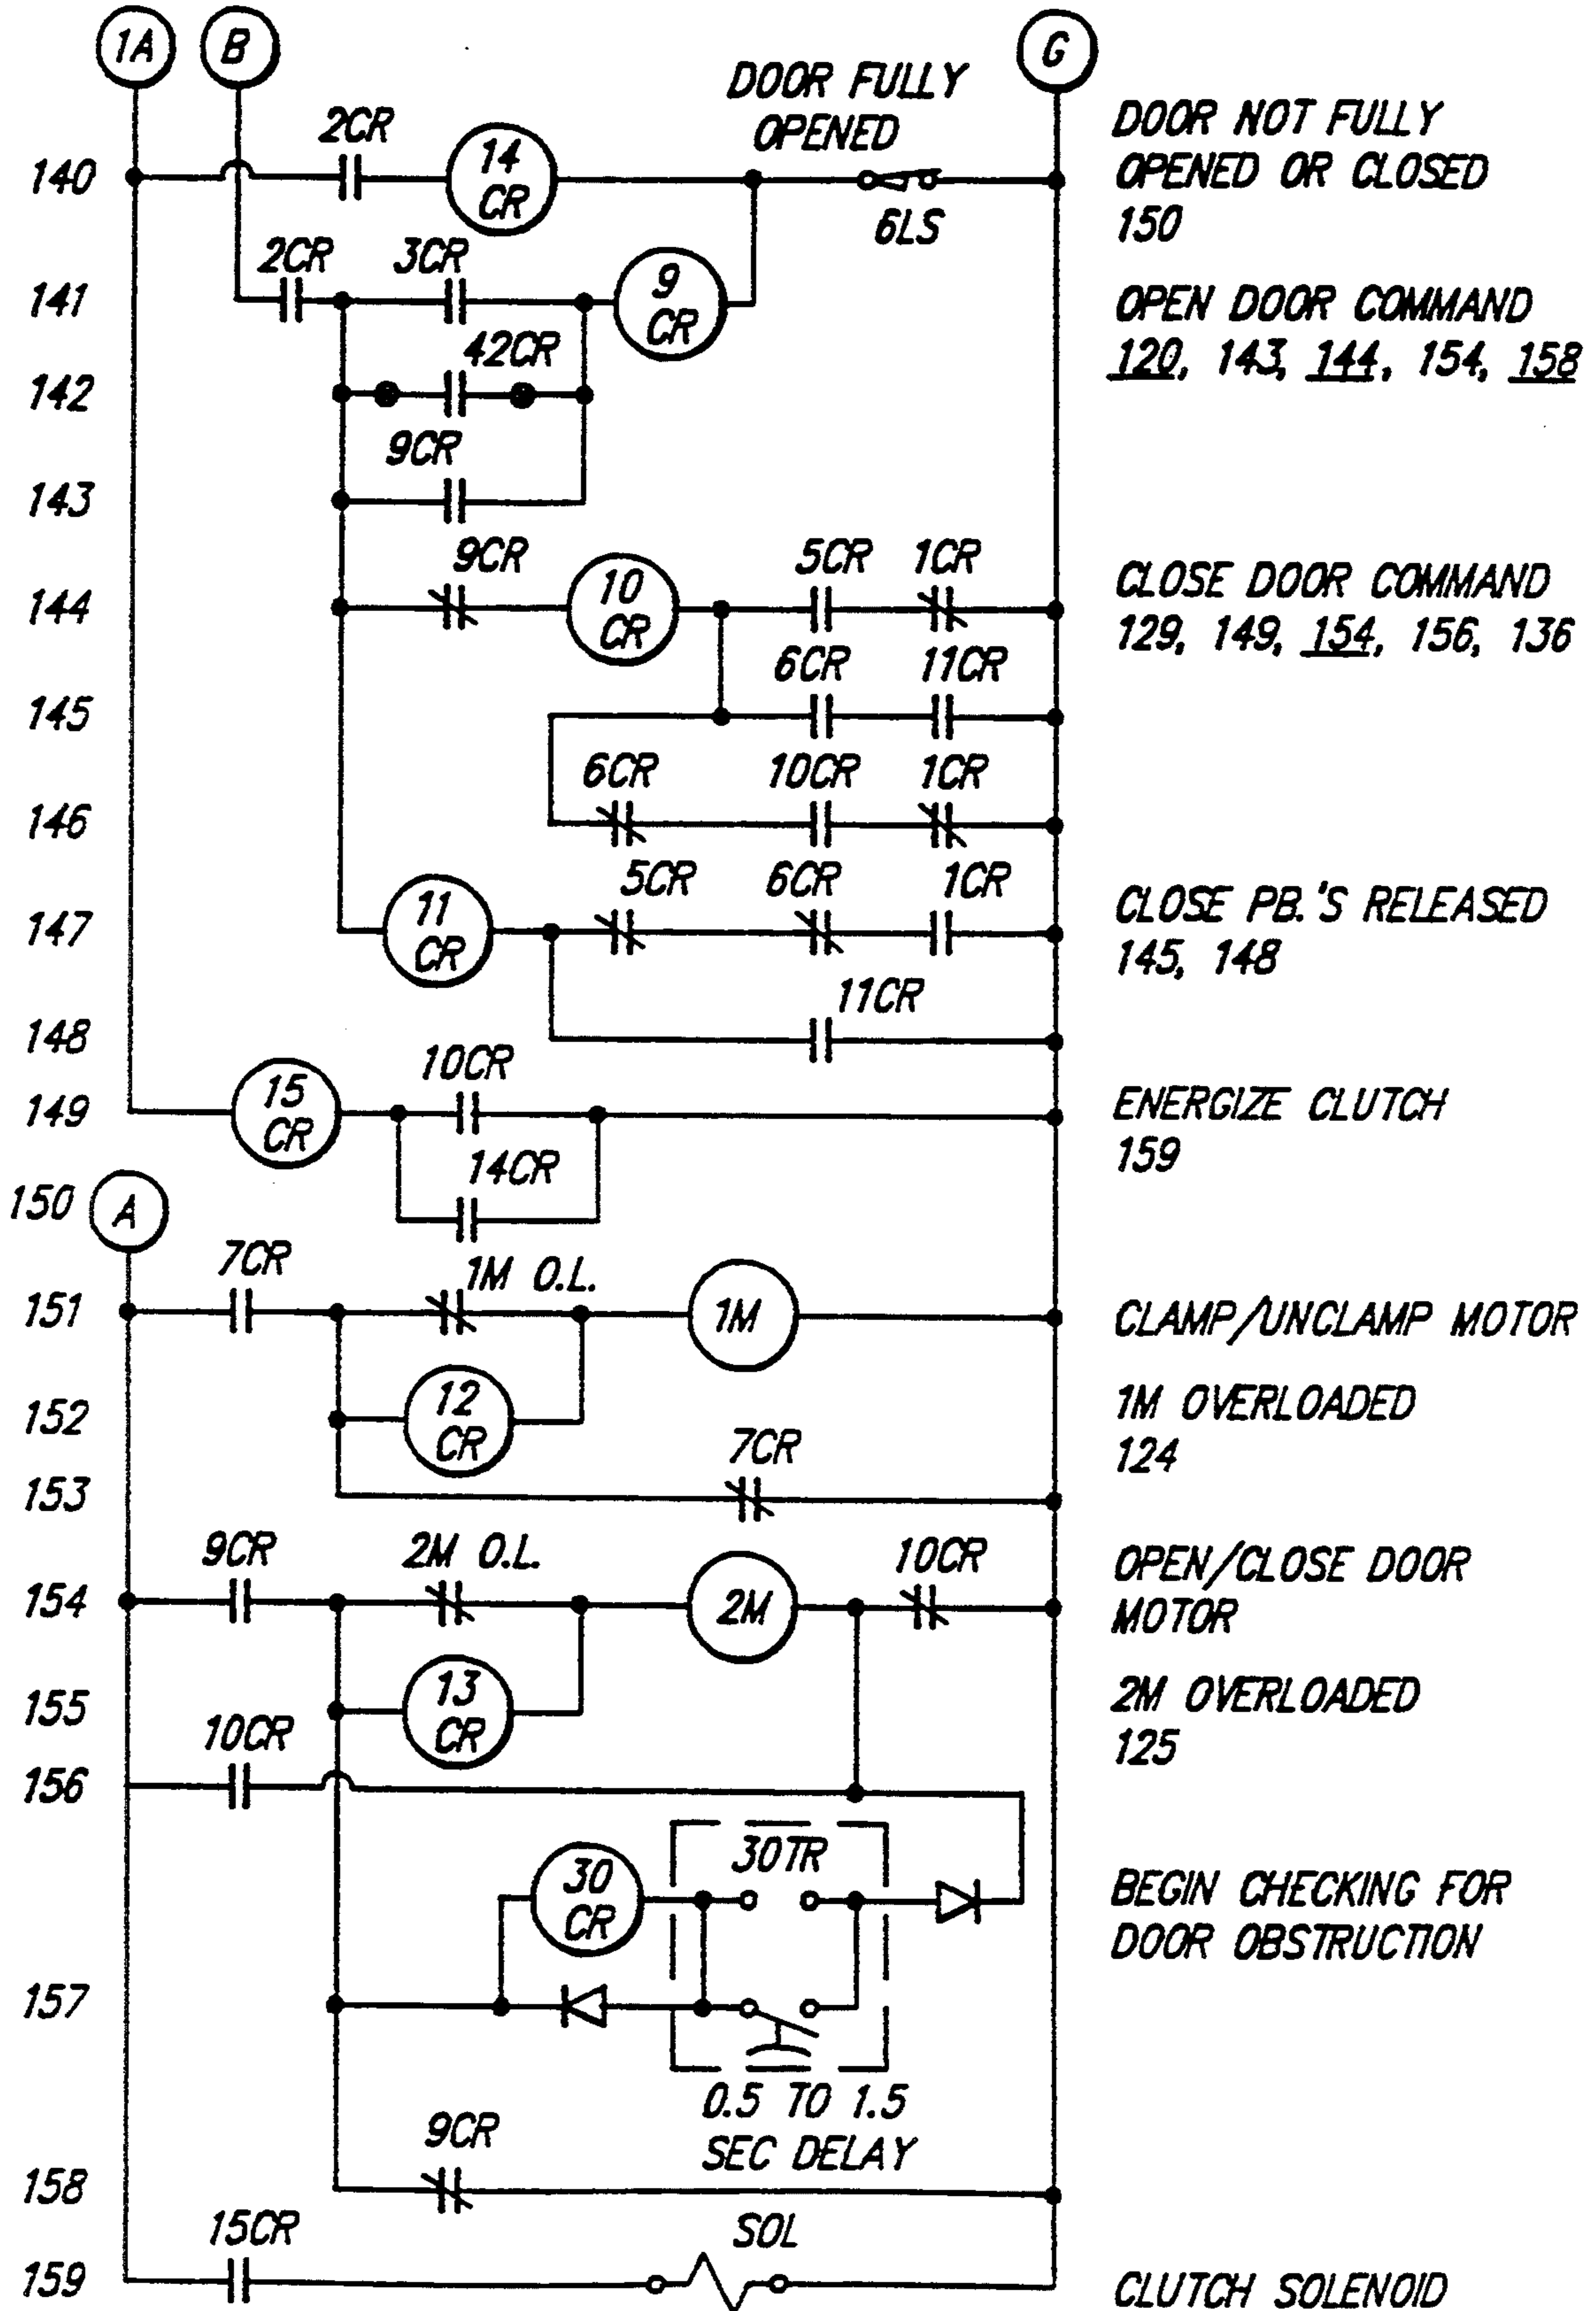 1A B G
DOOR FULLY
OPENED
DOOR NOT FULLY
OPENED OR CLOSED
150
140 2CR 14 CR 6LS
141 2CR 3CR 9 CR
OPEN DOOR COMMAND
120, 143, 144, 154, 158
142 42CR
143 9CR
144 9CR 10 CR 5CR 1CR
CLOSE DOOR COMMAND
129, 149, 154, 156, 136
145 6CR 11CR
146 6CR 10CR 1CR
147 11 CR 5CR 6CR 1CR
CLOSE PB.'S RELEASED
145, 148
148 11CR
149 15 CR 10CR
ENERGIZE CLUTCH
159
150 A 14CR
151 7CR 1M O.L. 1M
CLAMP/UNCLAMP MOTOR
152 12 CR
1M OVERLOADED
124
153 7CR
154 9CR 2M O.L. 2M 10CR
OPEN/CLOSE DOOR
MOTOR
155 13 CR
2M OVERLOADED
125
156 10CR
30 CR 30TR
BEGIN CHECKING FOR
DOOR OBSTRUCTION
157
0.5 TO 1.5
SEC DELAY
158 9CR
159 15CR SOL
CLUTCH SOLENOID